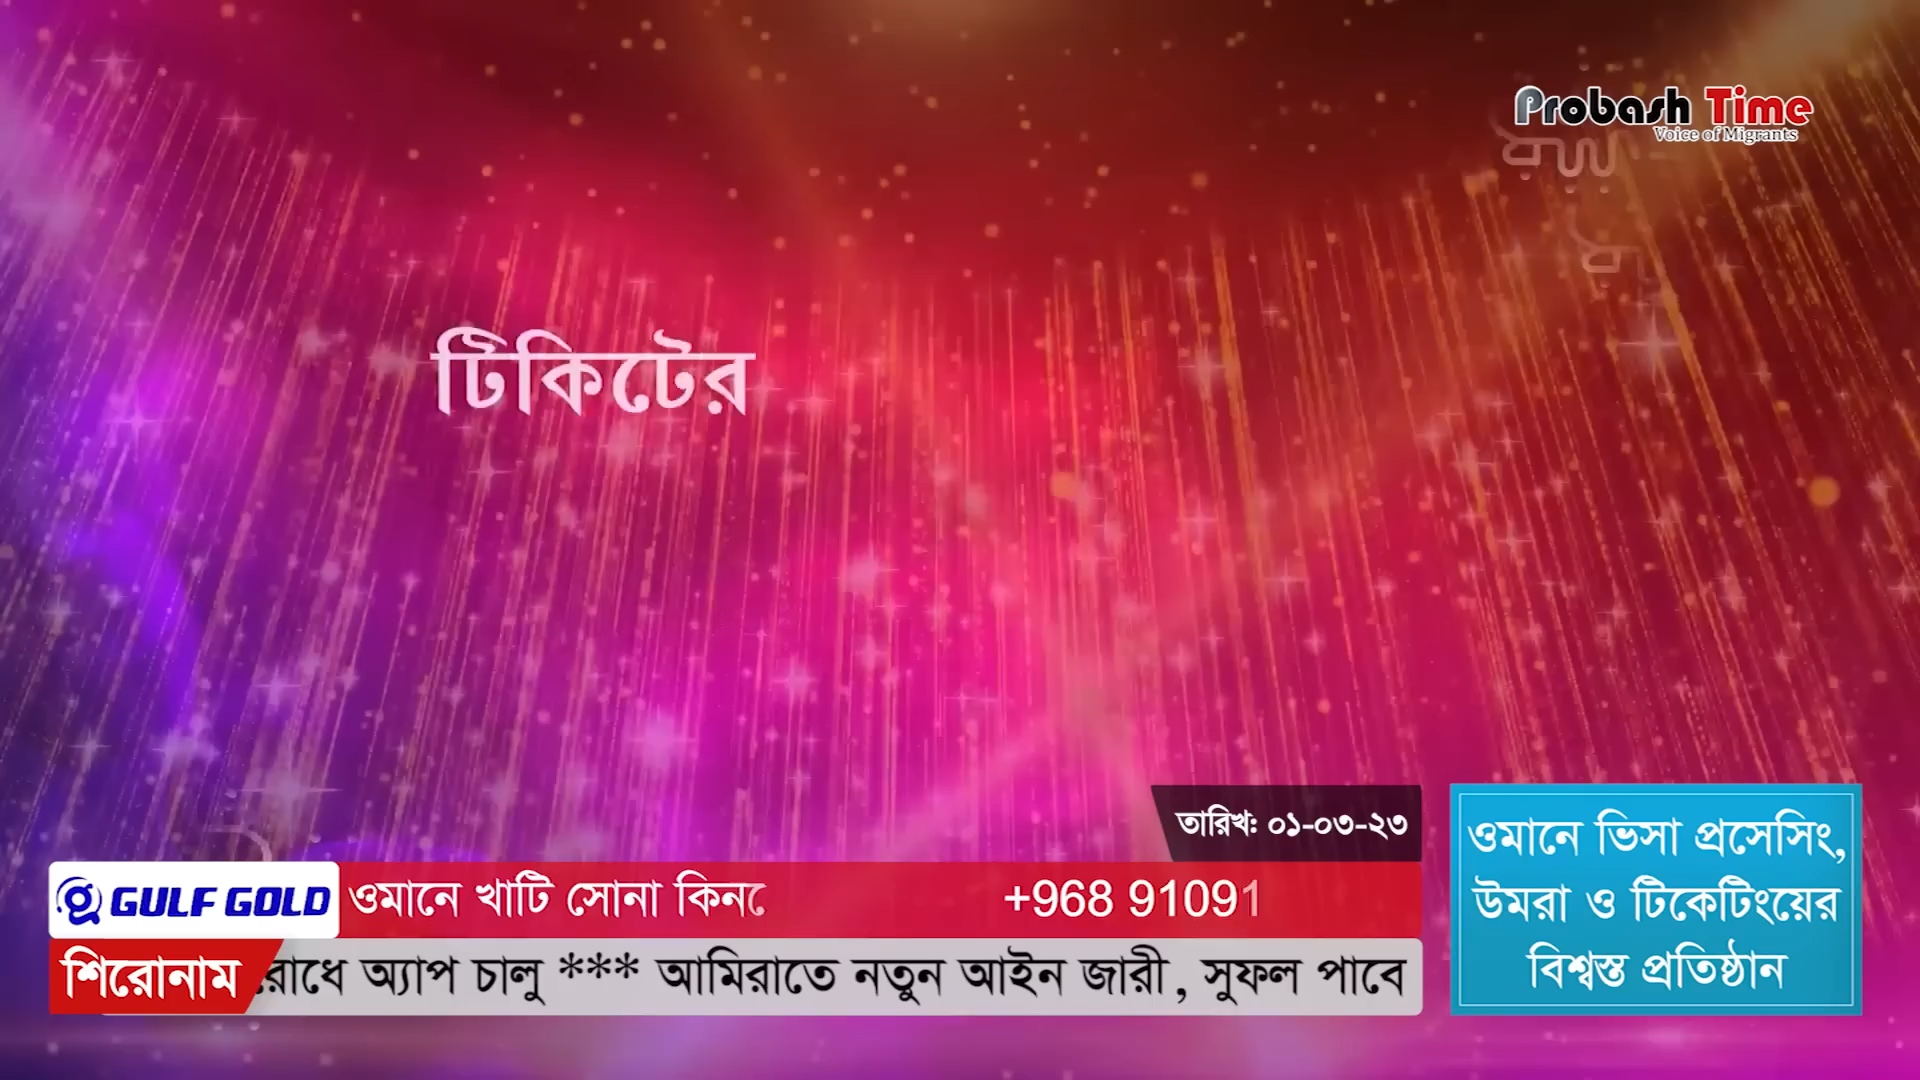 Probash Time
Voice of Migrants
টিকিটের
তারিখ: ০১-০৩-২৩
GULF GOLD
ওমানে খাটি সোনা
+968 91091
শিরোনাম
অ্যাপ চালু *** আমিরাতে নতুন আইন জারী, সুফল পাবে
ওমানে ভিসা প্রসেসিং,
উমরা ও টিকেটিংয়ের
বিশ্বস্ত প্রতিষ্ঠান